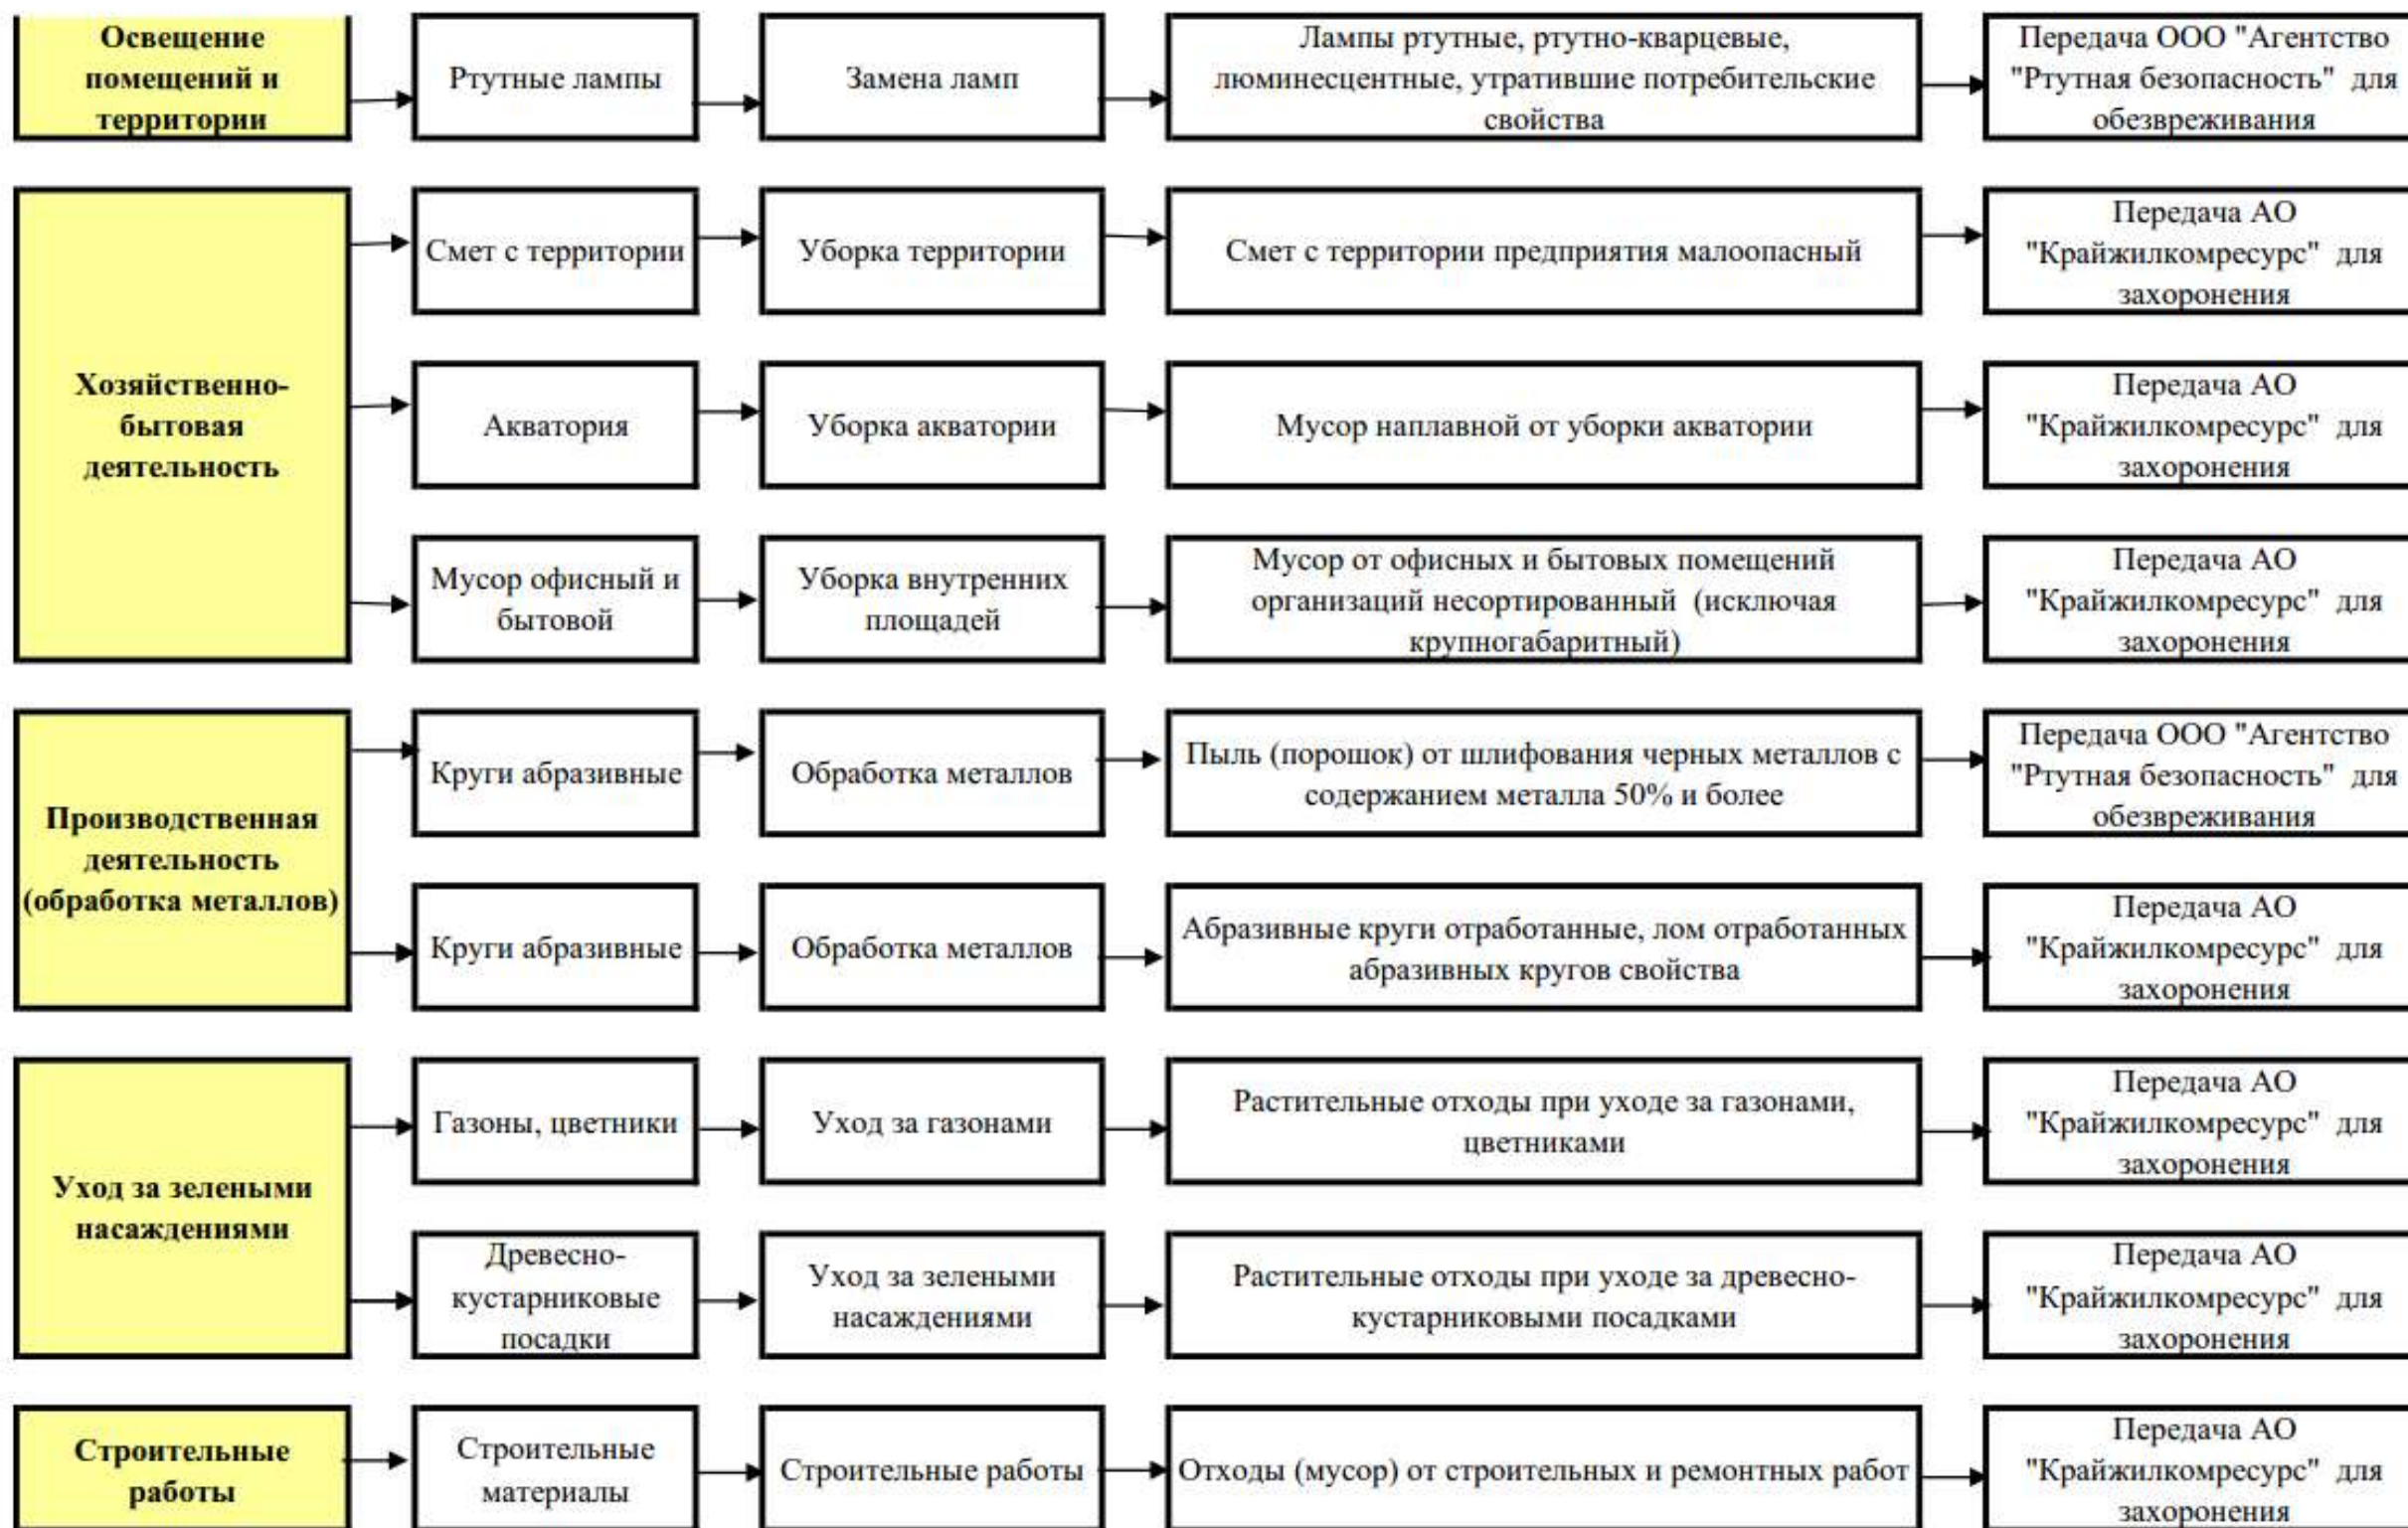 Освещение
помещений и
территории
Ртутные лампы
Замена ламп
Лампы ртутные, ртутно-кварцевые,
люминесцентные, утратившие потребительские
свойства
Передача ООО "Агентство
"Ртутная безопасность" для
обезвреживания
Хозяйственно-
бытовая
деятельность
Смет с территории
Уборка территории
Смет с территории предприятия малоопасный
Передача АО
"Крайжилкомресурс" для
захоронения
Акватория
Уборка акватории
Мусор наплавной от уборки акватории
Передача АО
"Крайжилкомресурс" для
захоронения
Мусор офисный и
бытовой
Уборка внутренних
площадей
Мусор от офисных и бытовых помещений
организаций несортированный (исключая
крупногабаритный)
Передача АО
"Крайжилкомресурс" для
захоронения
Производственная
деятельность
(обработка металлов)
Круги абразивные
Обработка металлов
Пыль (порошок) от шлифования черных металлов с
содержанием металла 50% и более
Передача ООО "Агентство
"Ртутная безопасность" для
обезвреживания
Круги абразивные
Обработка металлов
Абразивные круги отработанные, лом отработанных
абразивных кругов свойства
Передача АО
"Крайжилкомресурс" для
захоронения
Уход за зелеными
насаждениями
Газоны, цветники
Уход за газонами
Растительные отходы при уходе за газонами,
цветниками
Передача АО
"Крайжилкомресурс" для
захоронения
Древесно-
кустарниковые
посадки
Уход за зелеными
насаждениями
Растительные отходы при уходе за древесно-
кустарниковыми посадками
Передача АО
"Крайжилкомресурс" для
захоронения
Строительные
работы
Строительные
материалы
Строительные работы
Отходы (мусор) от строительных и ремонтных работ
Передача АО
"Крайжилкомресурс" для
захоронения